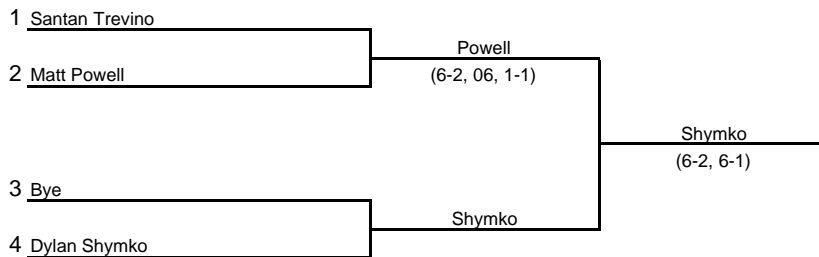 1 Santan Trevino
Powell
2 Matt Powell
(6-2, 06, 1-1)
Shymko
(6-2, 6-1)
3 Bye
Shymko
4 Dylan Shymko